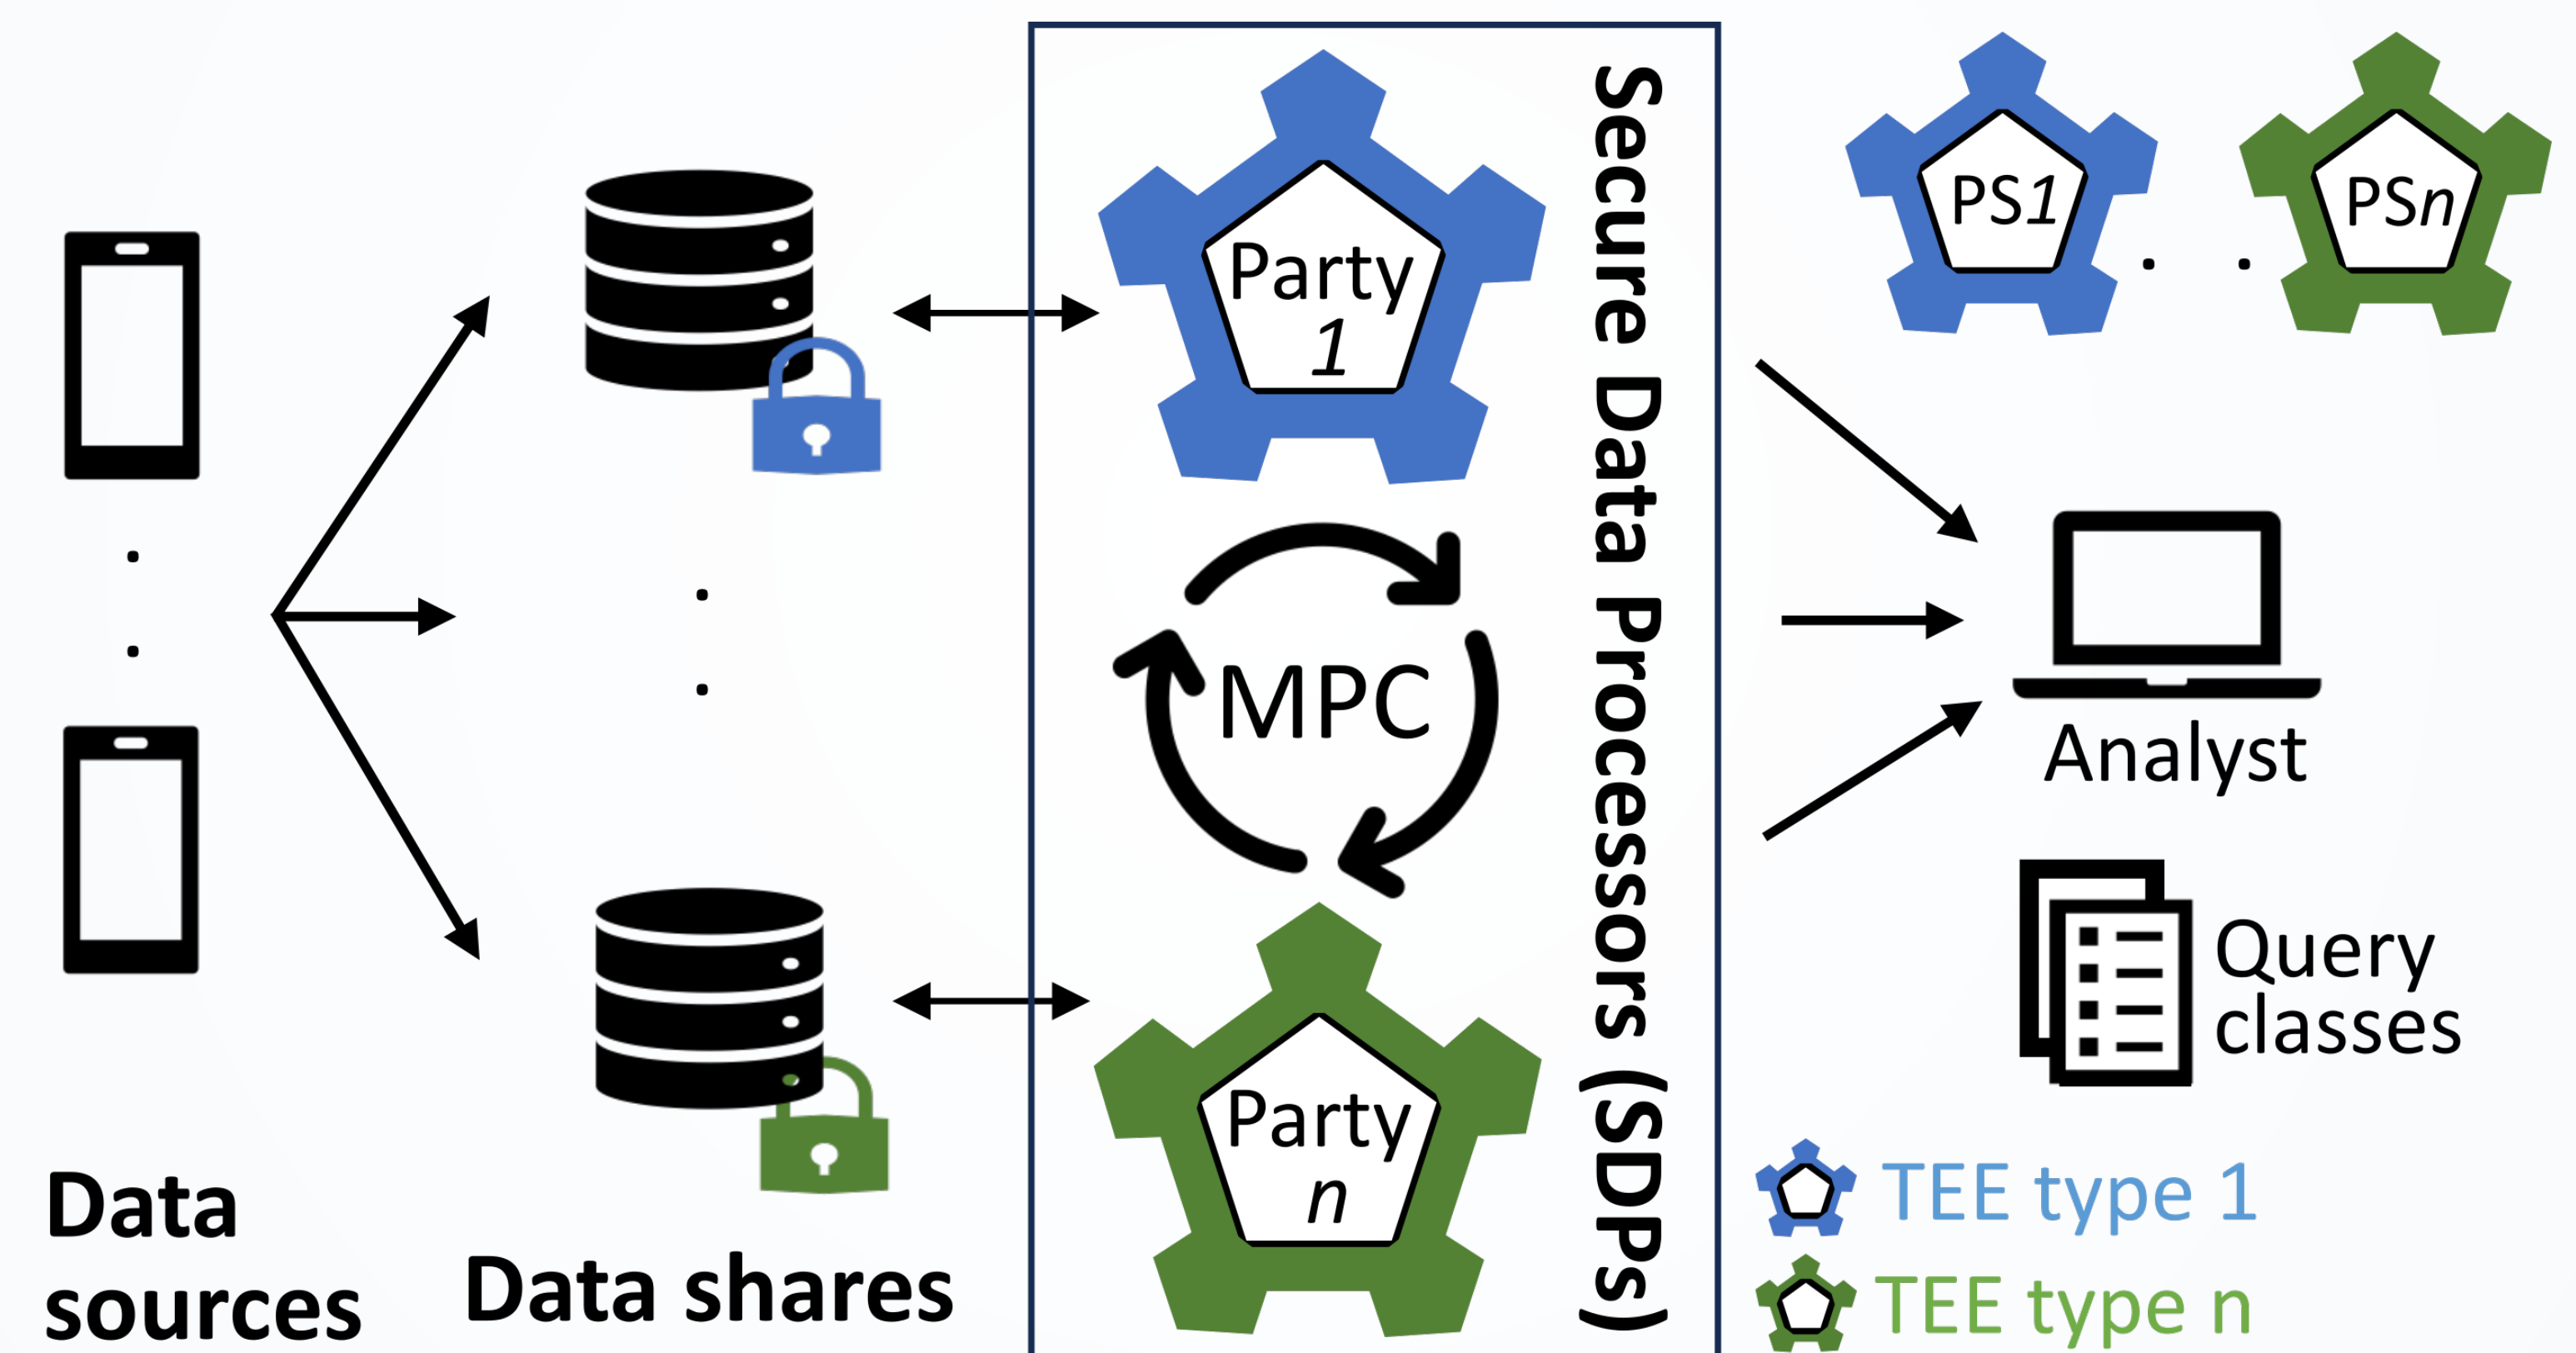 Data
sources
Data shares
Party
1
MPC
Party
n
Secure Data Processors (SDPs)
PS1
PSn
Analyst
Query
classes
TEE type 1
TEE type n